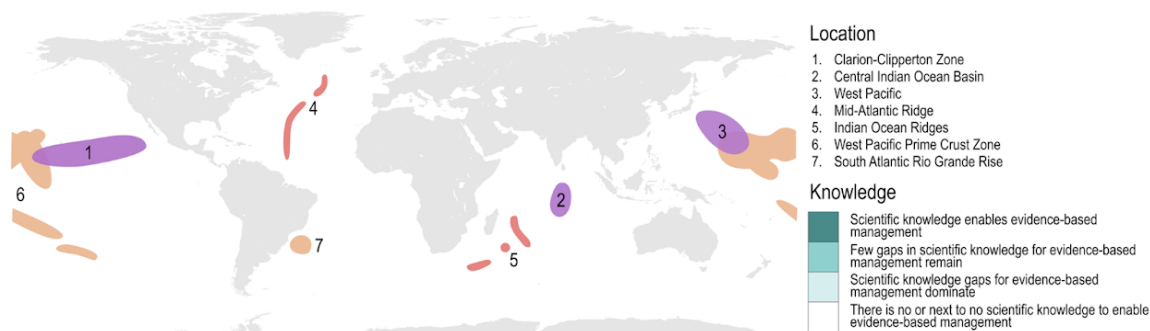 Location
1. Clarion-Clipperton Zone
2. Central Indian Ocean Basin
3. West Pacific
4. Mid-Atlantic Ridge
5. Indian Ocean Ridges
6. West Pacific Prime Crust Zone
7. South Atlantic Rio Grande Rise
4
1
3
6
2
7
5
Knowledge
Scientific knowledge enables evidence-based
management
Few gaps in scientific knowledge for evidence-based
management remain
Scientific knowledge gaps for evidence-based
management dominate
There is no or next to no scientific knowledge to enable
evidence-based management